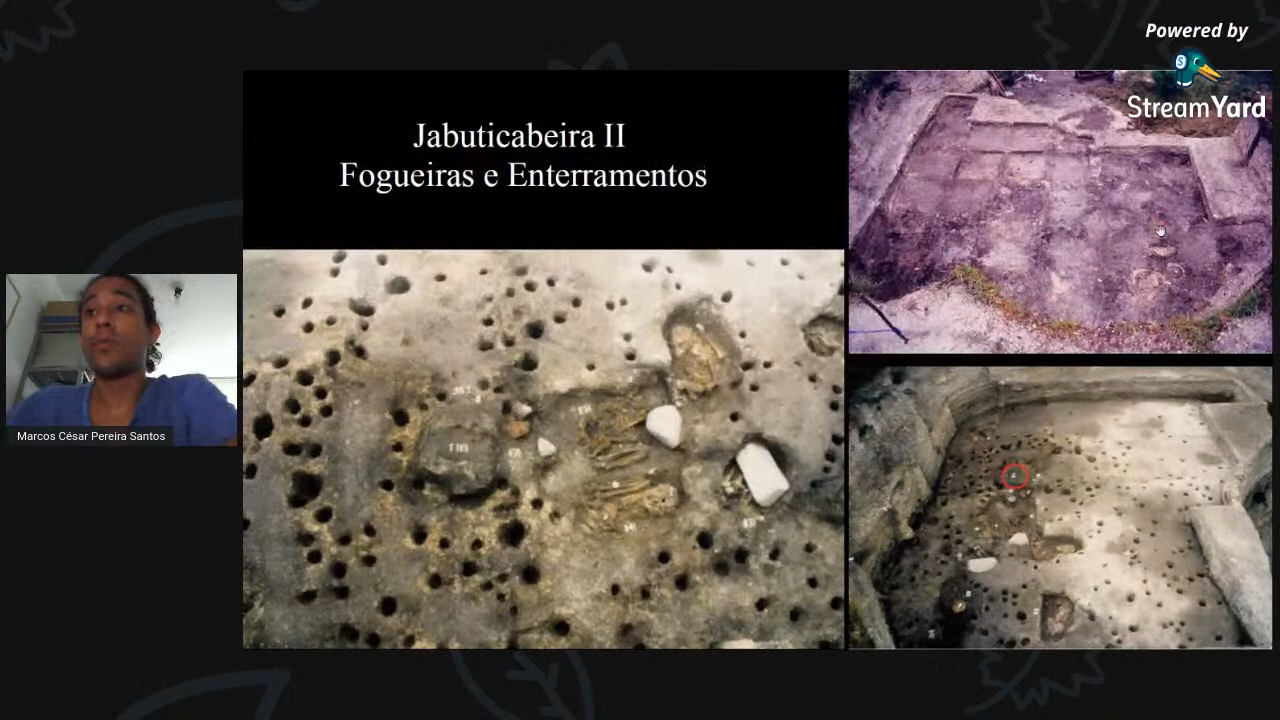 Powered by
StreamYard
Jabuticabeira II
Fogueiras e Enterramentos
Marcos César Pereira Santos